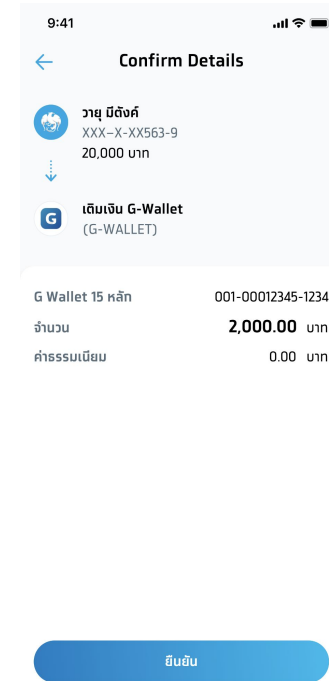 9:41
Confirm Details
วายุ มีตังค์
XXX-X-XX563-9
20,000 บาท
G
เติมเงิน G-Wallet
(G-WALLET)
G Wallet 15 หลัก 001-00012345-1234
จำนวน 2,000.00 บาท
ค่าธรรมเนียม 0.00 บาท
ยืนยัน